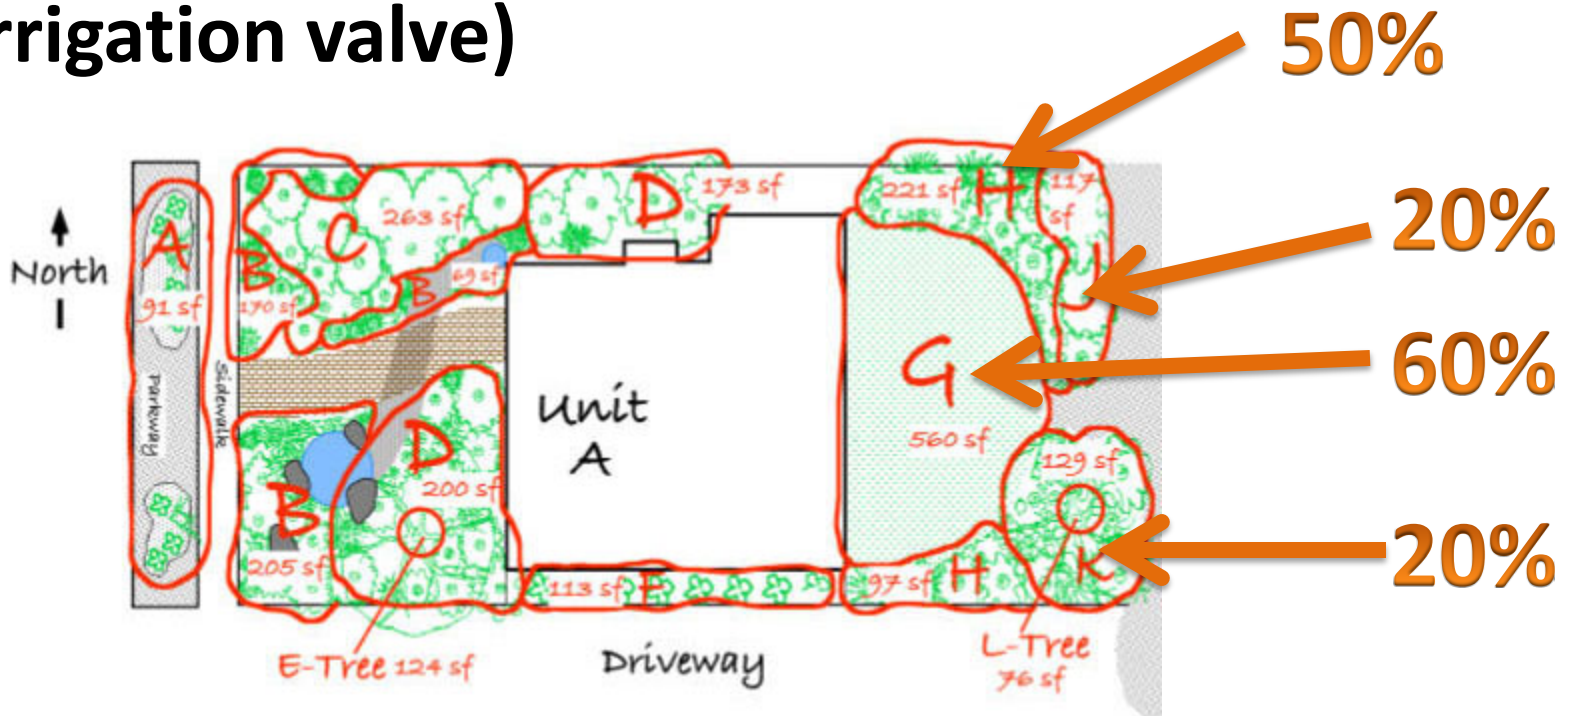 rrigation valve)
50%
20%
60%
20%
North
A
91 sf
Parkway
Sidewalk
C
263 sf
B
170 sf
B
69 sf
D
173 sf
221 sf
H
117
sf
J
G
560 sf
Unit
A
D
200 sf
B
205 sf
113 sf
F
97 sf
H
129 sf
K
E-Tree 124 sf
Driveway
L-Tree
76 sf